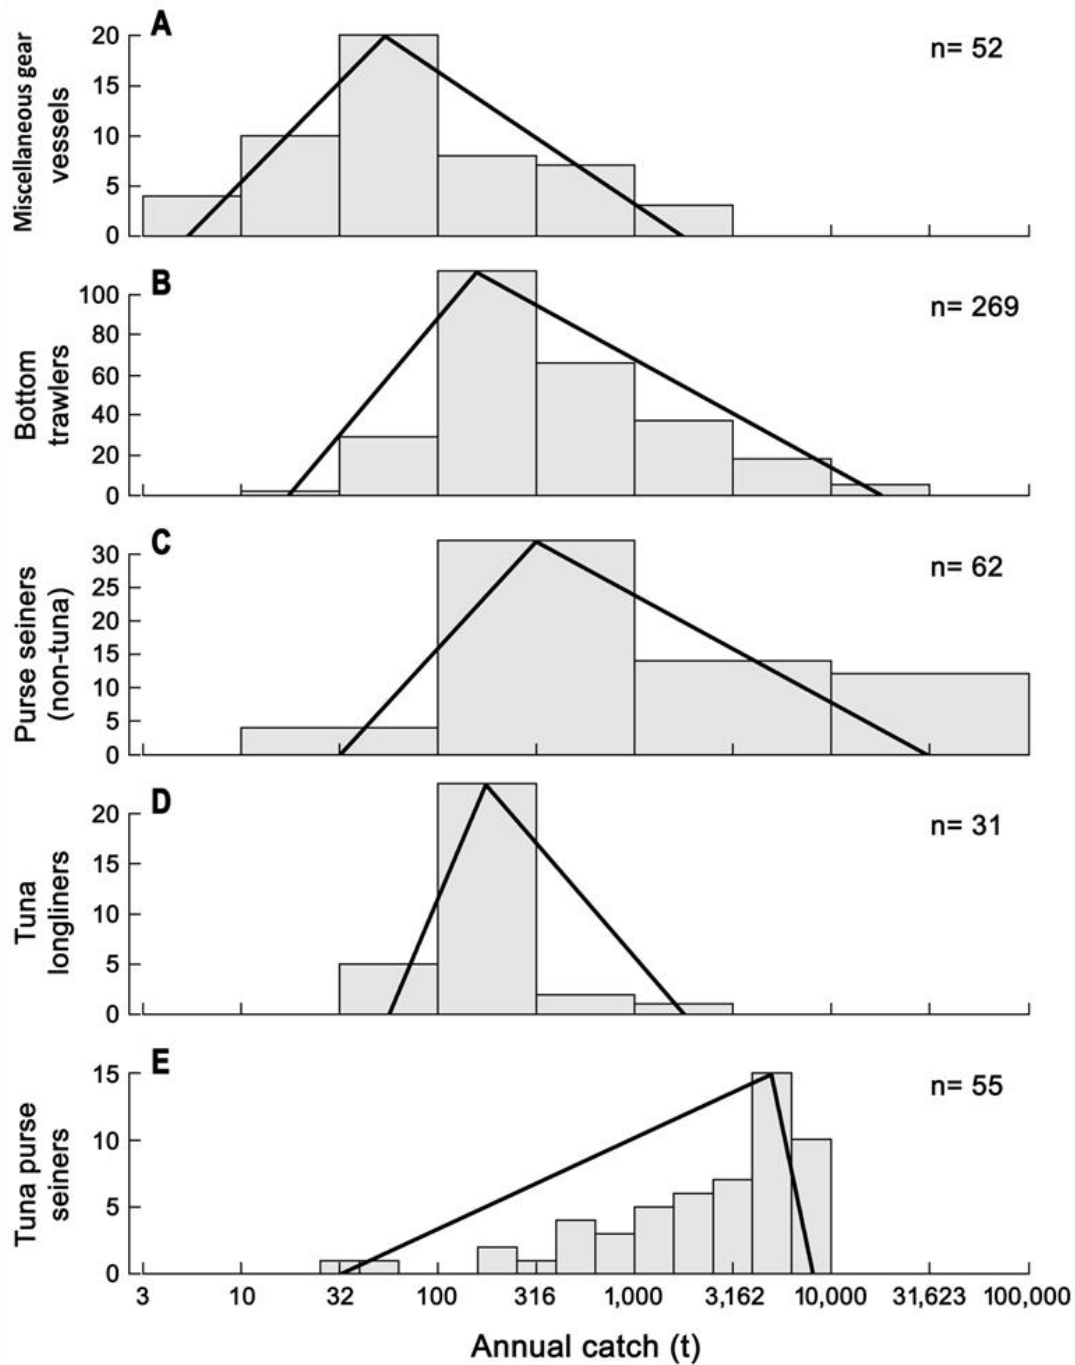 A
n= 52
Miscellaneous gear
vessels
20
15
10
5
0
B
n= 269
Bottom
trawlers
100
80
60
40
20
0
C
n= 62
Purse seiners
(non-tuna)
30
25
20
15
10
5
0
D
n= 31
Tuna
longliners
20
15
10
5
0
E
n= 55
Tuna purse
seiners
15
10
5
0
3 10 32 100 316 1,000 3,162 10,000 31,623 100,000
Annual catch (t)